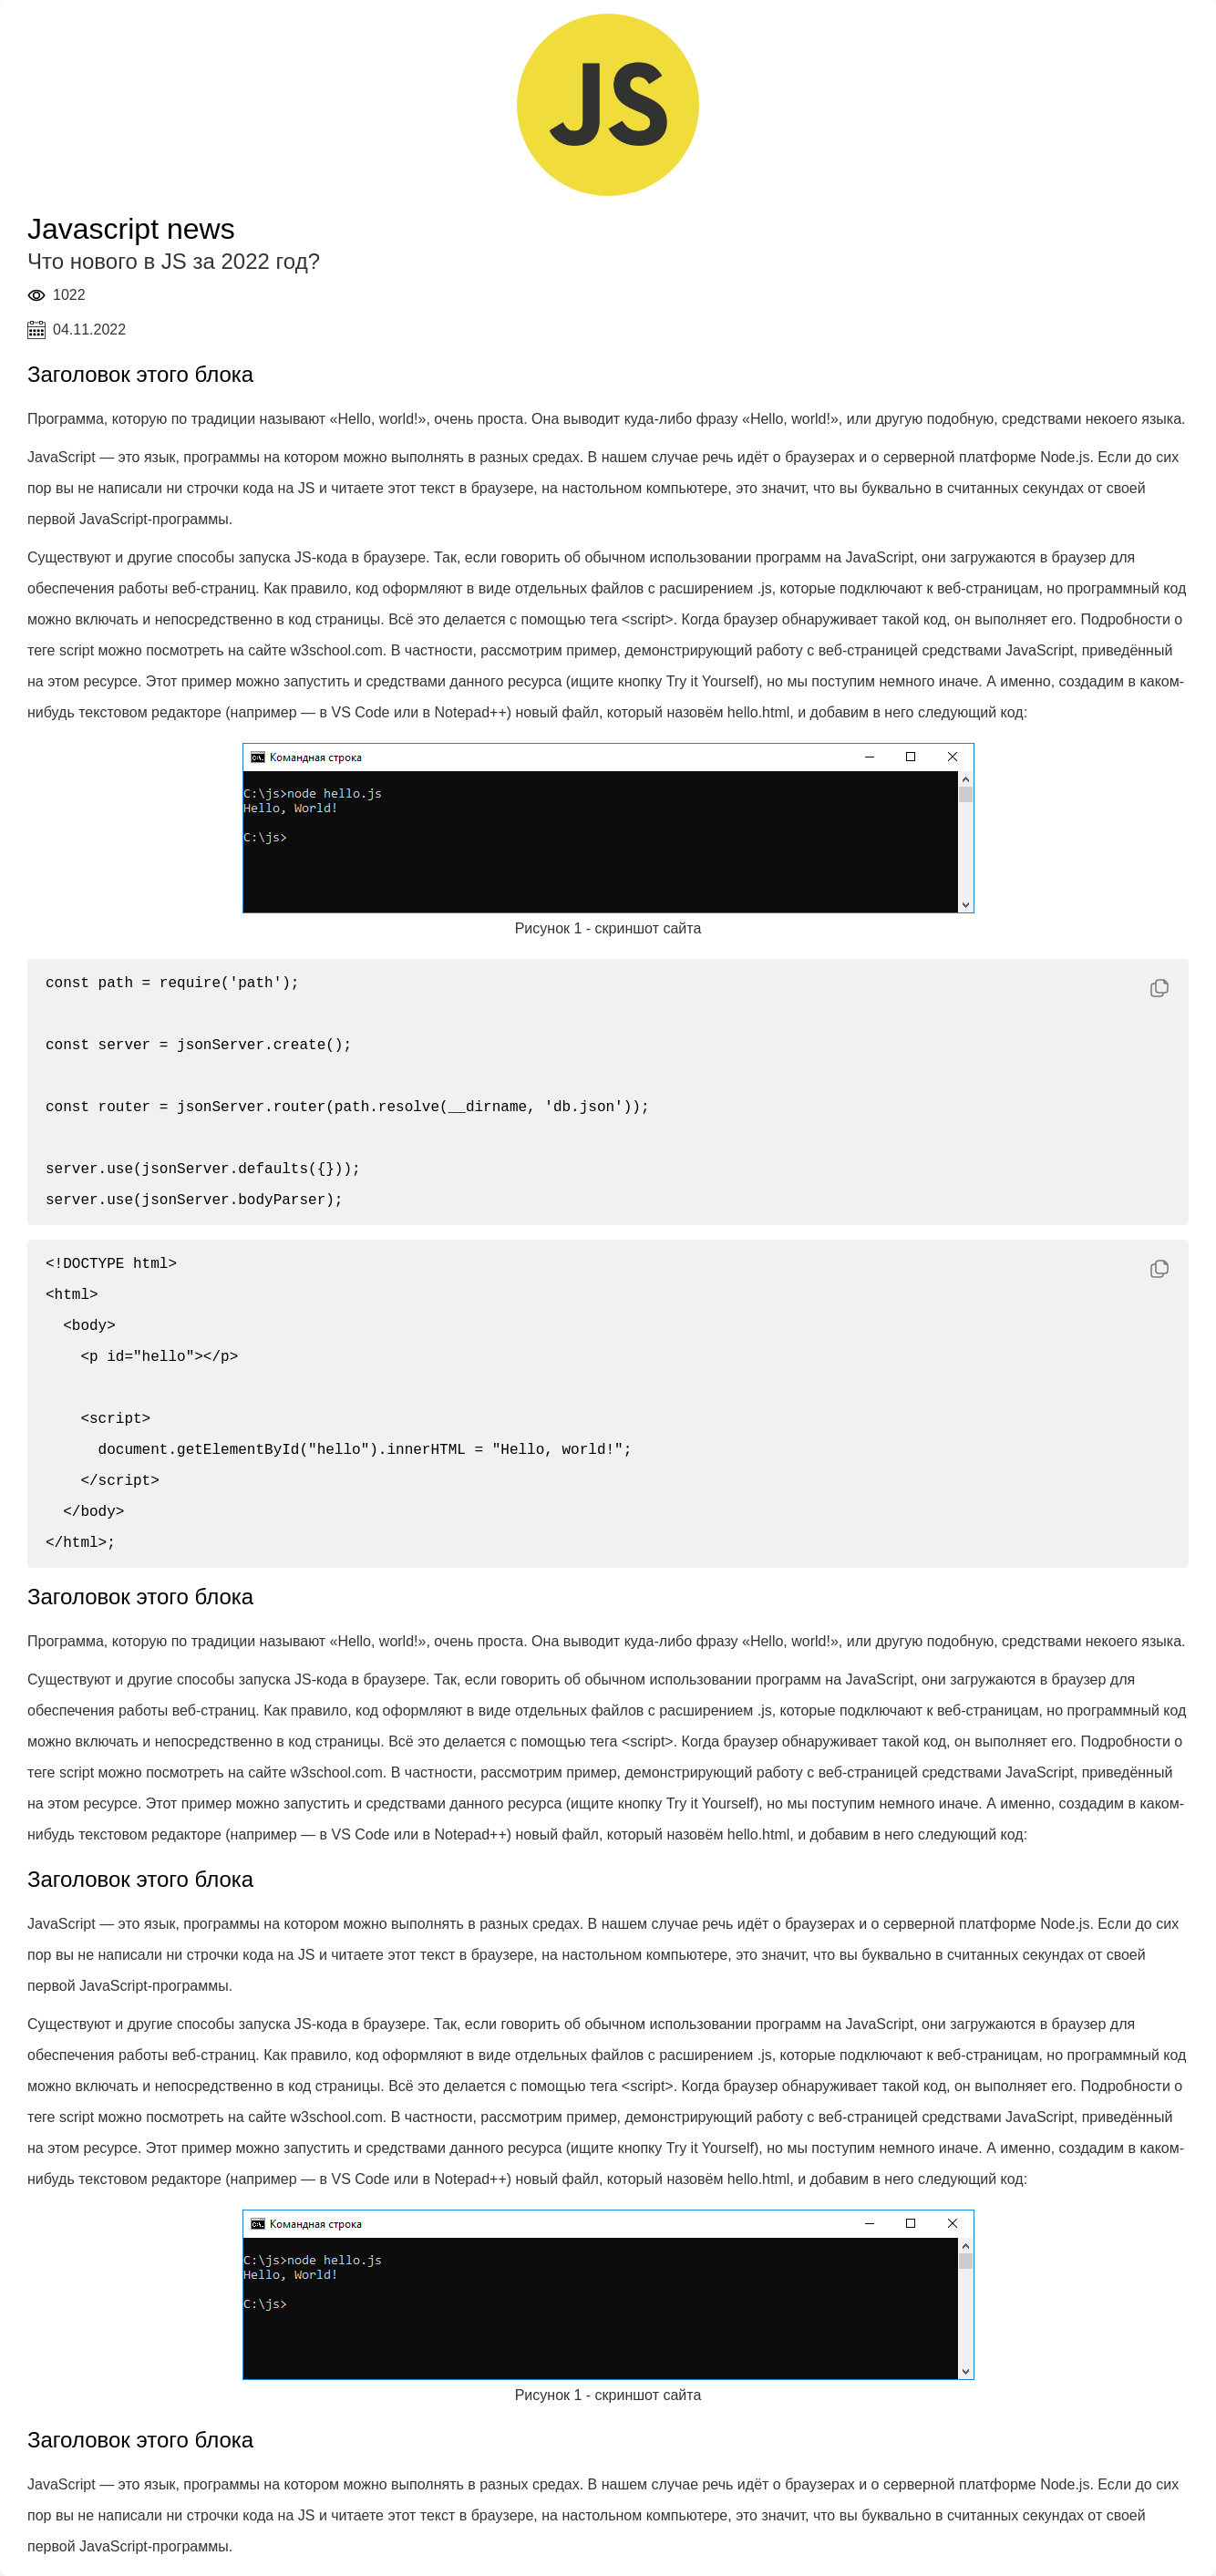 JS
Javascript news
Что нового в JS за 2022 год?
1022
04.11.2022
Заголовок этого блока
Программа, которую по традиции называют «Hello, world!», очень проста. Она выводит куда-либо фразу «Hello, world!», или другую подобную, средствами некоего языка.
JavaScript — это язык, программы на котором можно выполнять в разных средах. В нашем случае речь идёт о браузерах и о серверной платформе Node.js. Если до сих
пор вы не написали ни строчки кода на JS и читаете этот текст в браузере, на настольном компьютере, это значит, что вы буквально в считанных секундах от своей
первой JavaScript-программы.
Существуют и другие способы запуска JS-кода в браузере. Так, если говорить об обычном использовании программ на JavaScript, они загружаются в браузер для
обеспечения работы веб-страниц. Как правило, код оформляют в виде отдельных файлов с расширением .js, которые подключают к веб-страницам, но программный код
можно включать и непосредственно в код страницы. Всё это делается с помощью тега <script>. Когда браузер обнаруживает такой код, он выполняет его. Подробности о
теге script можно посмотреть на сайте w3school.com. В частности, рассмотрим пример, демонстрирующий работу с веб-страницей средствами JavaScript, приведённый
на этом ресурсе. Этот пример можно запустить и средствами данного ресурса (ищите кнопку Try it Yourself), но мы поступим немного иначе. А именно, создадим в каком-
нибудь текстовом редакторе (например — в VS Code или в Notepad++) новый файл, который назовём hello.html, и добавим в него следующий код:
Командная строка
C:\js>node hello.js
Hello, World!
C:\js>
Рисунок 1 - скриншот сайта
const path = require('path');
const server = jsonServer.create();
const router = jsonServer.router(path.resolve(__dirname, 'db.json'));
server.use(jsonServer.defaults({}));
server.use(jsonServer.bodyParser);
<!DOCTYPE html>
<html>
  <body>
    <p id="hello"></p>
    <script>
      document.getElementById("hello").innerHTML = "Hello, world!";
    </script>
  </body>
</html>;
Заголовок этого блока
Программа, которую по традиции называют «Hello, world!», очень проста. Она выводит куда-либо фразу «Hello, world!», или другую подобную, средствами некоего языка.
Существуют и другие способы запуска JS-кода в браузере. Так, если говорить об обычном использовании программ на JavaScript, они загружаются в браузер для
обеспечения работы веб-страниц. Как правило, код оформляют в виде отдельных файлов с расширением .js, которые подключают к веб-страницам, но программный код
можно включать и непосредственно в код страницы. Всё это делается с помощью тега <script>. Когда браузер обнаруживает такой код, он выполняет его. Подробности о
теге script можно посмотреть на сайте w3school.com. В частности, рассмотрим пример, демонстрирующий работу с веб-страницей средствами JavaScript, приведённый
на этом ресурсе. Этот пример можно запустить и средствами данного ресурса (ищите кнопку Try it Yourself), но мы поступим немного иначе. А именно, создадим в каком-
нибудь текстовом редакторе (например — в VS Code или в Notepad++) новый файл, который назовём hello.html, и добавим в него следующий код:
Заголовок этого блока
JavaScript — это язык, программы на котором можно выполнять в разных средах. В нашем случае речь идёт о браузерах и о серверной платформе Node.js. Если до сих
пор вы не написали ни строчки кода на JS и читаете этот текст в браузере, на настольном компьютере, это значит, что вы буквально в считанных секундах от своей
первой JavaScript-программы.
Существуют и другие способы запуска JS-кода в браузере. Так, если говорить об обычном использовании программ на JavaScript, они загружаются в браузер для
обеспечения работы веб-страниц. Как правило, код оформляют в виде отдельных файлов с расширением .js, которые подключают к веб-страницам, но программный код
можно включать и непосредственно в код страницы. Всё это делается с помощью тега <script>. Когда браузер обнаруживает такой код, он выполняет его. Подробности о
теге script можно посмотреть на сайте w3school.com. В частности, рассмотрим пример, демонстрирующий работу с веб-страницей средствами JavaScript, приведённый
на этом ресурсе. Этот пример можно запустить и средствами данного ресурса (ищите кнопку Try it Yourself), но мы поступим немного иначе. А именно, создадим в каком-
нибудь текстовом редакторе (например — в VS Code или в Notepad++) новый файл, который назовём hello.html, и добавим в него следующий код:
Командная строка
C:\js>node hello.js
Hello, World!
C:\js>
Рисунок 1 - скриншот сайта
Заголовок этого блока
JavaScript — это язык, программы на котором можно выполнять в разных средах. В нашем случае речь идёт о браузерах и о серверной платформе Node.js. Если до сих
пор вы не написали ни строчки кода на JS и читаете этот текст в браузере, на настольном компьютере, это значит, что вы буквально в считанных секундах от своей
первой JavaScript-программы.